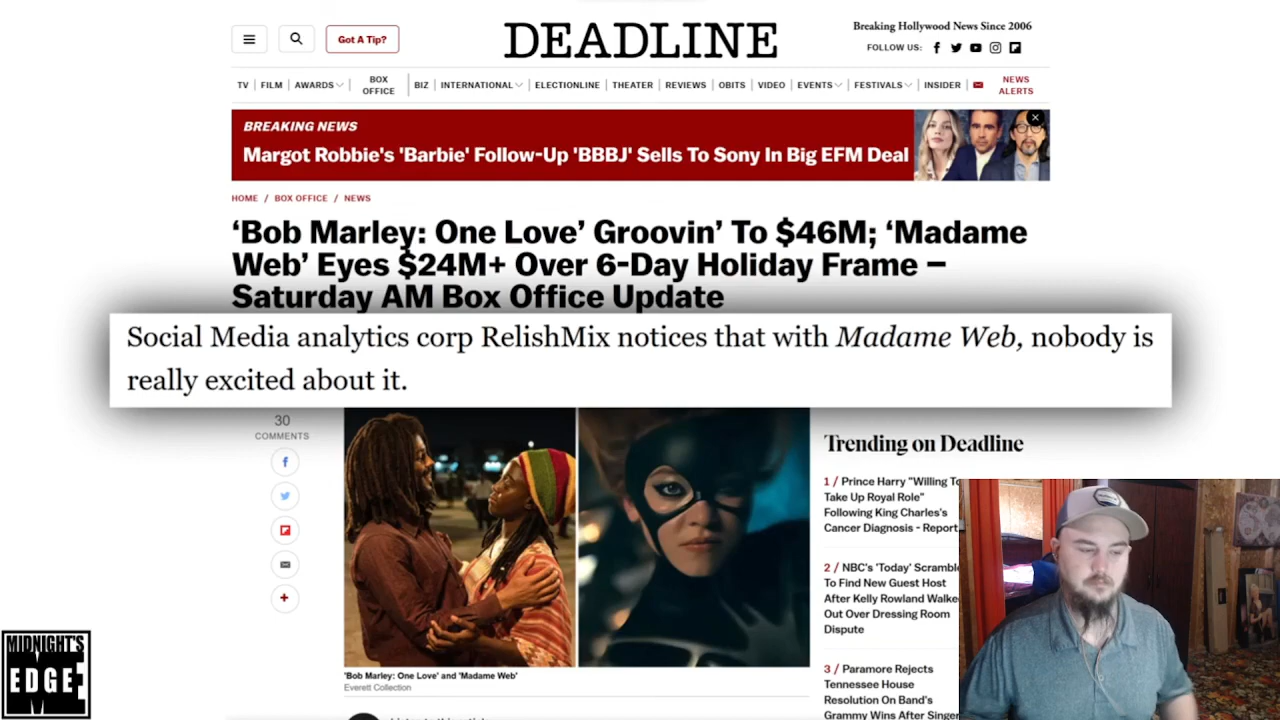 Got A Tip?
DEADLINE
Breaking Hollywood News Since 2006
FOLLOW US:
TV | FILM | AWARDS | BOX OFFICE | BIZ | INTERNATIONAL | ELECTIONLINE | THEATER | REVIEWS | OBITS | VIDEO | EVENTS | FESTIVALS | INSIDER | NEWS ALERTS
BREAKING NEWS
Margot Robbie's 'Barbie' Follow-Up 'BBBJ' Sells To Sony In Big EFM Deal
HOME / BOX OFFICE / NEWS
‘Bob Marley: One Love’ Groovin’ To $46M; ‘Madame
Web’ Eyes $24M+ Over 6-Day Holiday Frame –
Saturday AM Box Office Update
Social Media analytics corp RelishMix notices that with Madame Web, nobody is
really excited about it.
30
COMMENTS
'Bob Marley: One Love' and 'Madame Web'
Everett Collection
Trending on Deadline
1 / Prince Harry "Willing To
Take Up Royal Role"
Following King Charles's
Cancer Diagnosis - Report
2 / NBC's 'Today'
To Find New Guest Host
After Kelly Rowland
Out Over Dressing Room
Dispute
3 / Paramore Rejects
Tennessee House
Resolution On Band's
Grammy Wins After
MIDNIGHT'S
EDGE